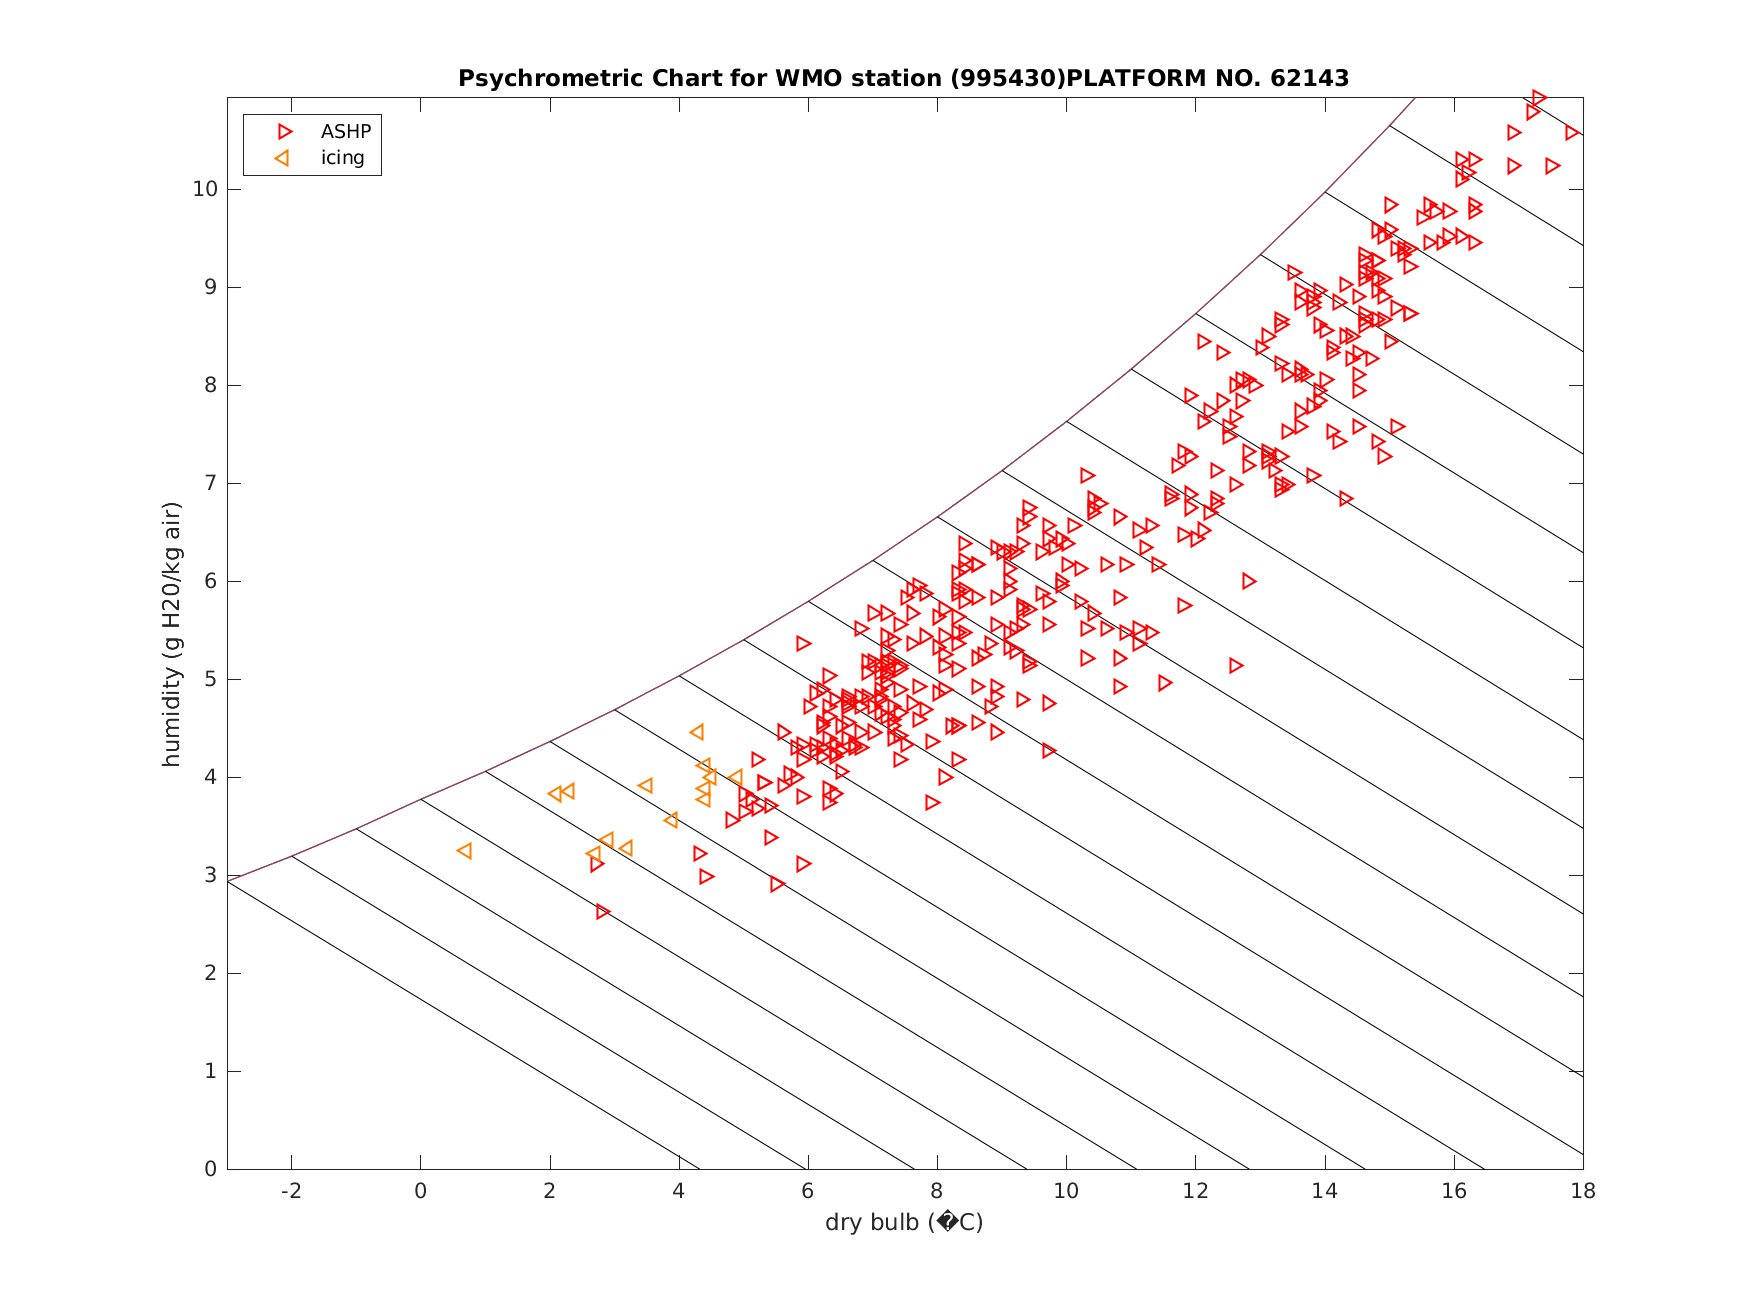 Psychrometric Chart for WMO station (995430)PLATFORM NO. 62143
ASHP
icing
10
9
8
7
6
5
4
3
2
1
0
humidity (g H20/kg air)
-2 0 2 4 6 8 10 12 14 16 18
dry bulb (�C)